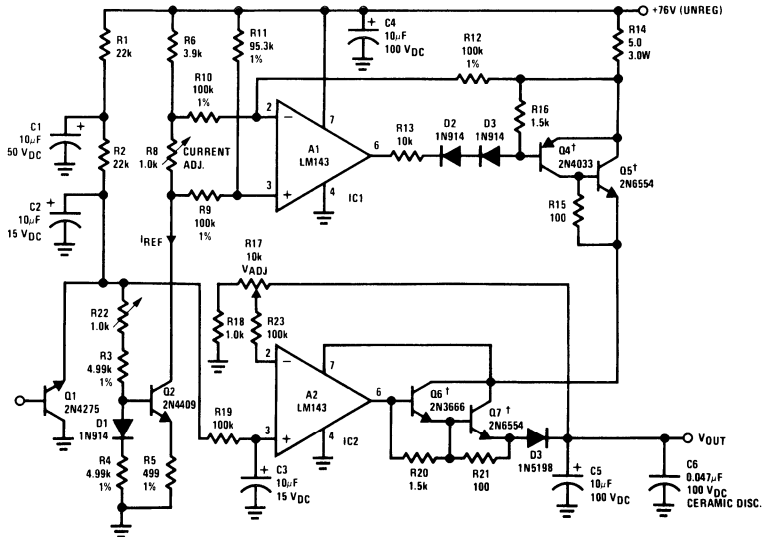 +76V (UNREG)
R1
22k
R6
3.9k
R11
95.3k
1%
C4
10μF
100 VDC
R12
100k
1%
R14
5.0
3.0W
R10
100k
1%
C1
10μF
50 VDC
+
R2
22k
R8
1.0k
CURRENT
ADJ.
2
−
7
A1
LM143
6
3
+
4
IC1
R13
10k
D2
1N914
D3
1N914
R16
1.5k
Q4†
2N4033
Q5†
2N6554
R15
100
C2
10μF
15 VDC
+
R9
100k
1%
IREF
R17
10k
VADJ
R22
1.0k
R18
1.0k
R23
100k
R3
4.99k
1%
Q1
2N4275
Q2
2N4409
D1
1N914
R4
4.99k
1%
R5
499
1%
R19
100k
2
−
7
A2
LM143
6
3
+
4
IC2
C3
10μF
15 VDC
+
Q6†
2N3666
Q7†
2N6554
R20
1.5k
R21
100
D3
1N5198
VOUT
C5
10μF
100 VDC
+
C6
0.047μF
100 VDC
CERAMIC DISC.